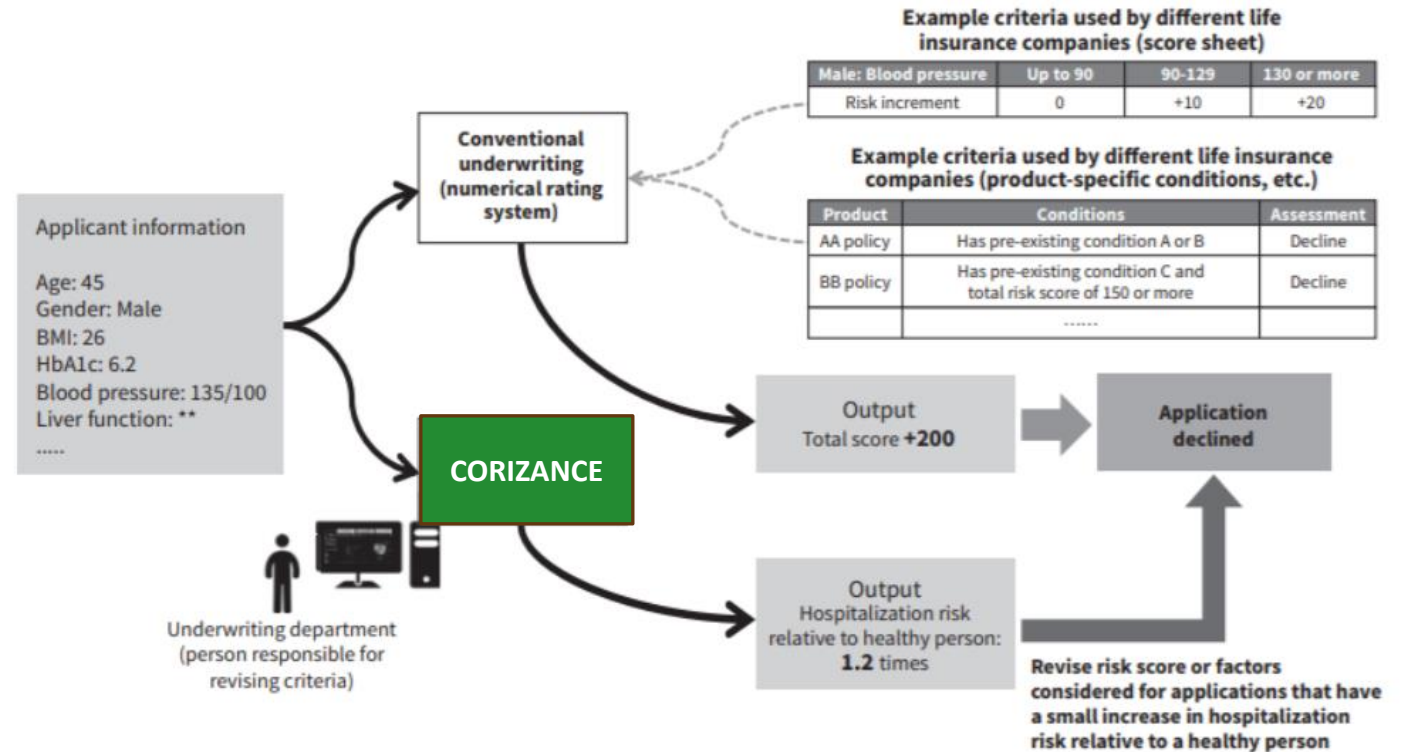 Example criteria used by different life
insurance companies (score sheet)
Male: Blood pressure Up to 90 90-129 130 or more
Risk increment 0 +10 +20
Example criteria used by different life insurance
companies (product-specific conditions, etc.)
Product Conditions Assessment
AA policy Has pre-existing condition A or B Decline
BB policy Has pre-existing condition C and
total risk score of 150 or more Decline
......
Conventional
underwriting
(numerical rating
system)
Applicant information
Age: 45
Gender: Male
BMI: 26
HbA1c: 6.2
Blood pressure: 135/100
Liver function: **
.....
CORIZANCE
Underwriting department
(person responsible for
revising criteria)
Output
Total score +200
Application
declined
Output
Hospitalization risk
relative to healthy person:
1.2 times
Revise risk score or factors
considered for applications that have
a small increase in hospitalization
risk relative to a healthy person